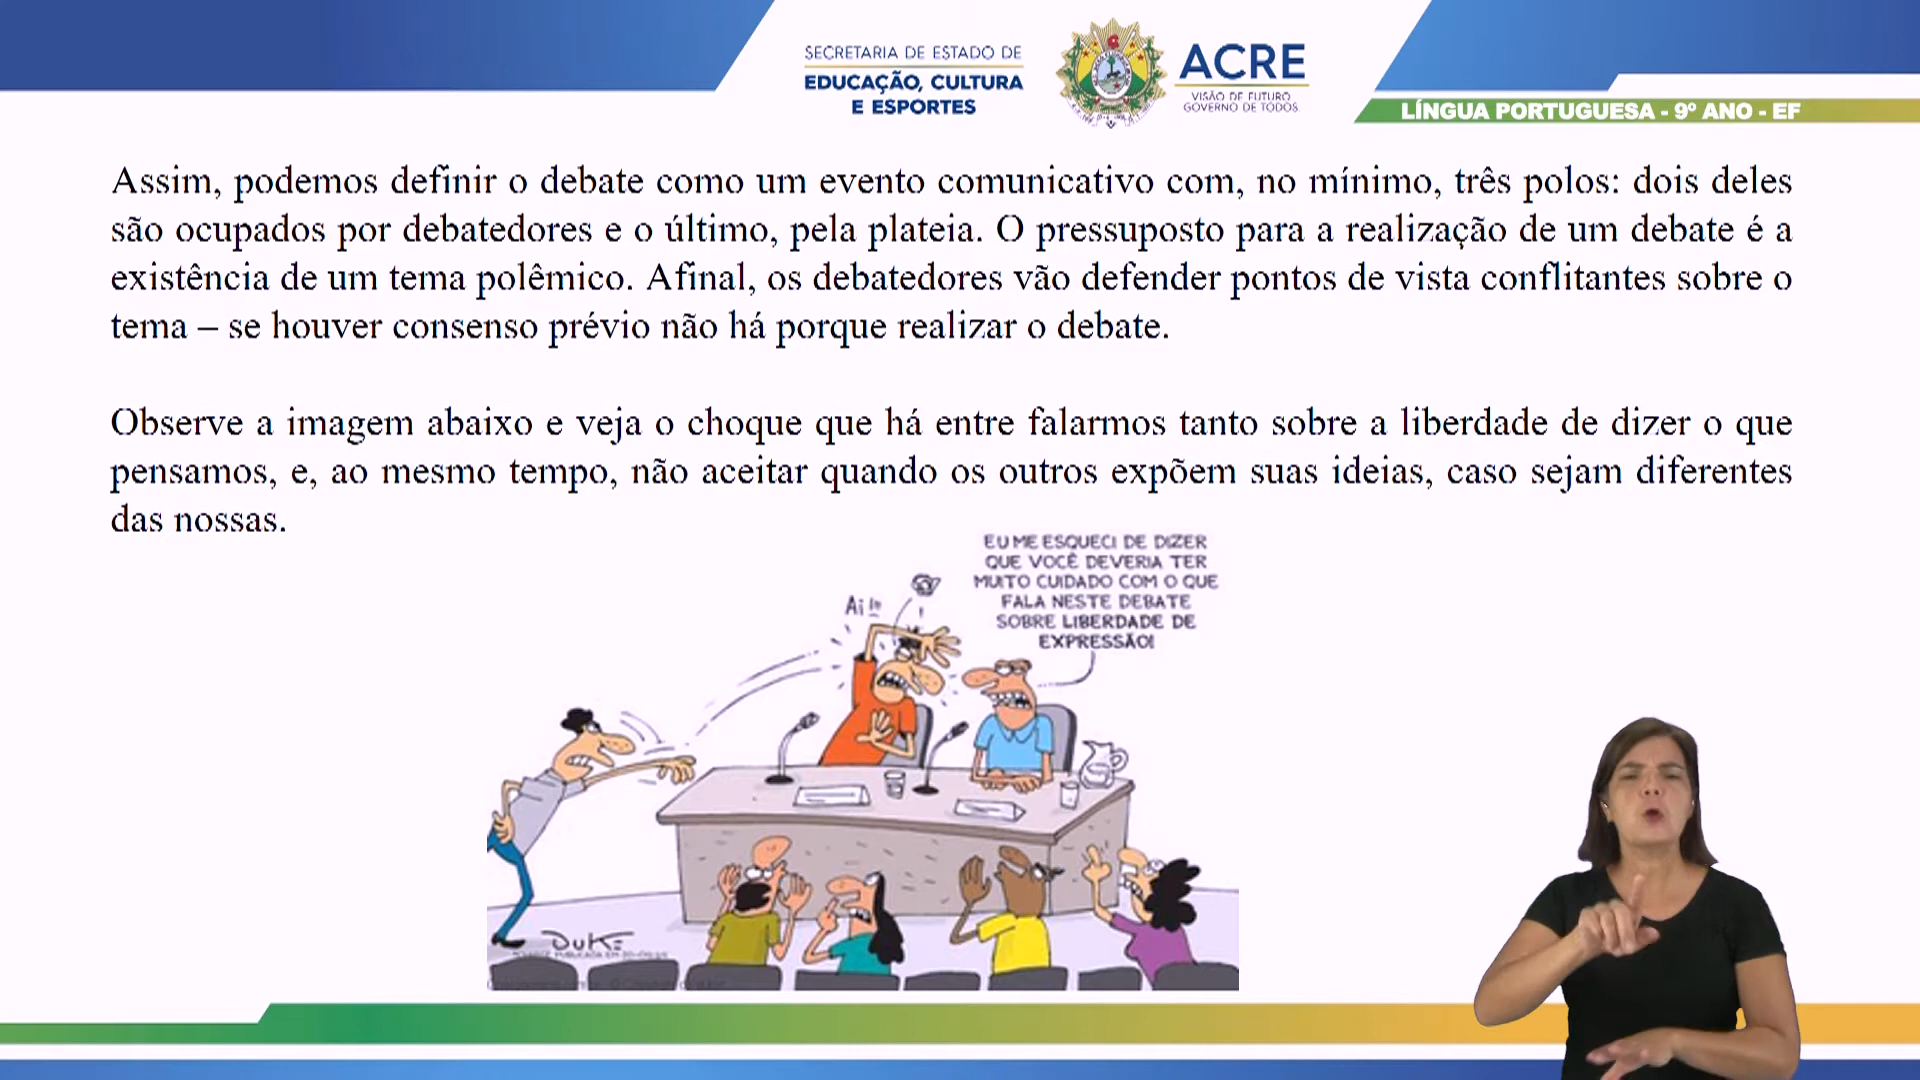 SECRETARIA DE ESTADO DE
EDUCAÇÃO, CULTURA
E ESPORTES
ACRE
VISÃO DE FUTURO
GOVERNO DE TODOS
LÍNGUA PORTUGUESA - 9º ANO - EF
Assim, podemos definir o debate como um evento comunicativo com, no mínimo, três polos: dois deles
são ocupados por debatedores e o último, pela plateia. O pressuposto para a realização de um debate é a
existência de um tema polêmico. Afinal, os debatedores vão defender pontos de vista conflitantes sobre o
tema – se houver consenso prévio não há porque realizar o debate.
Observe a imagem abaixo e veja o choque que há entre falarmos tanto sobre a liberdade de dizer o que
pensamos, e, ao mesmo tempo, não aceitar quando os outros expõem suas ideias, caso sejam diferentes
das nossas.
EU ME ESQUECI DE DIZER
QUE VOCÊ DEVERIA TER
MUITO CUIDADO COM O QUE
FALA NESTE DEBATE
SOBRE LIBERDADE DE
EXPRESSÃO!
Ai!!
DUKE